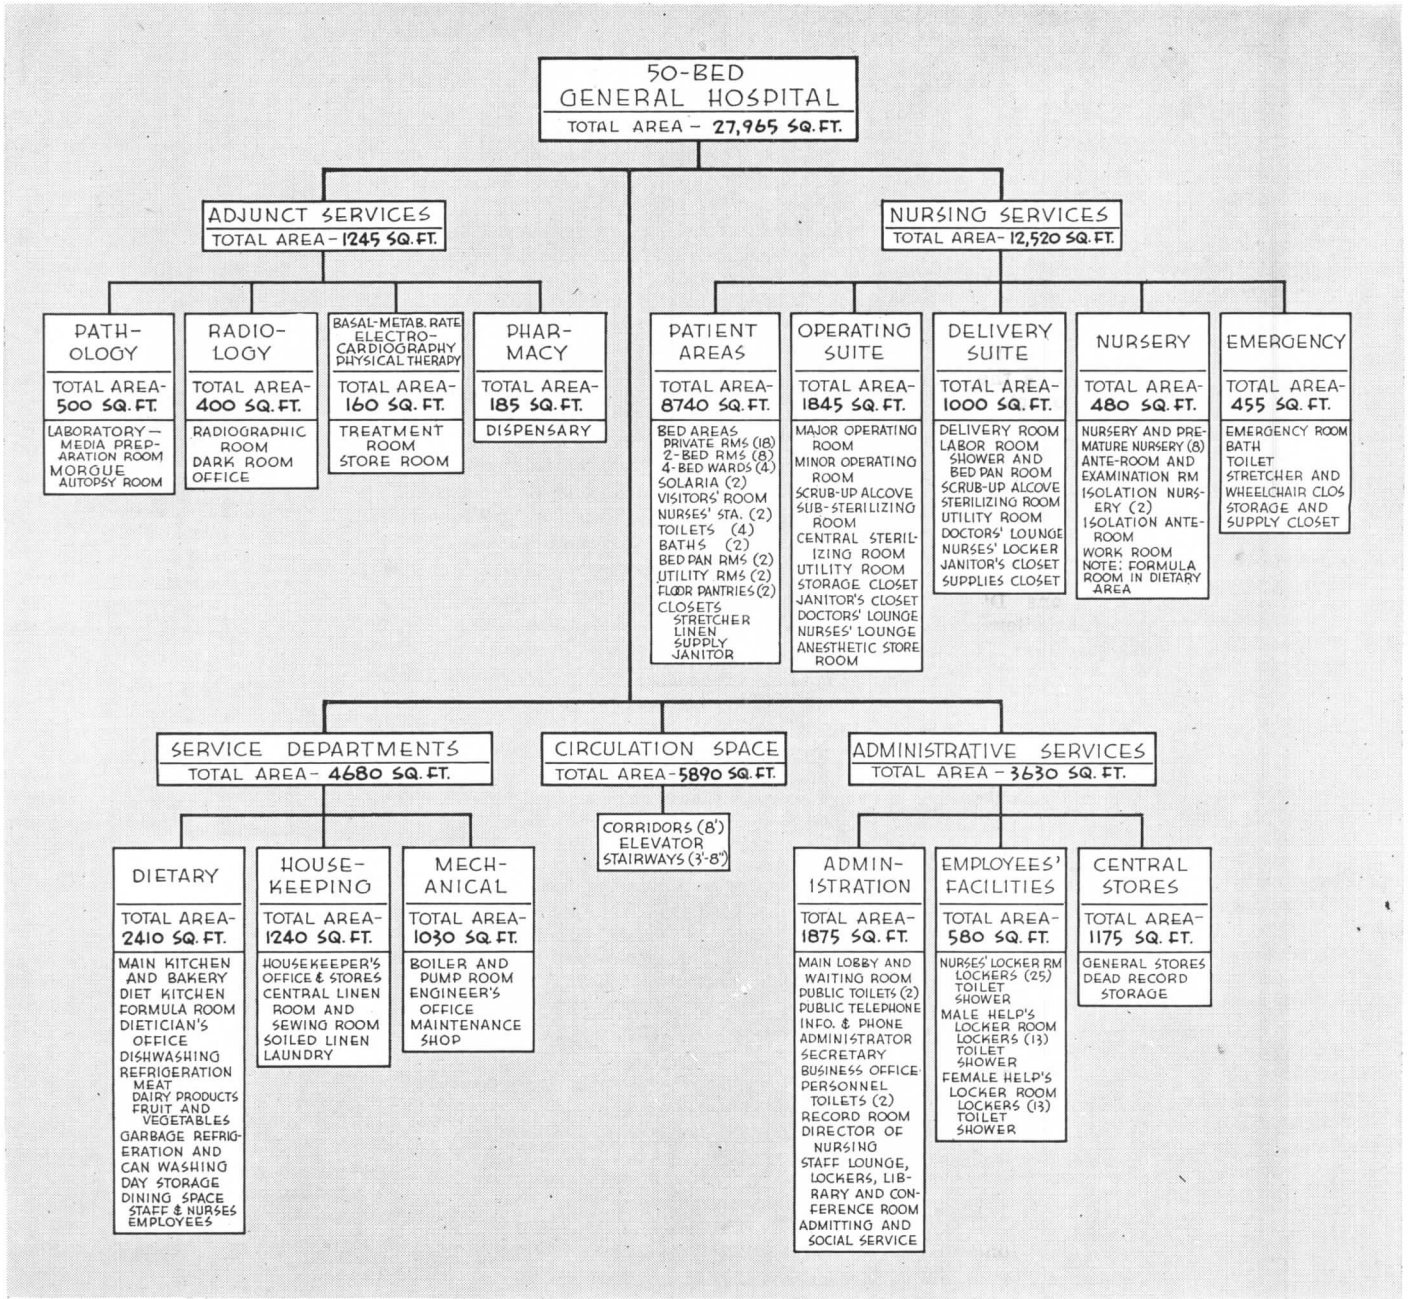 50-BED
GENERAL HOSPITAL
TOTAL AREA - 27,965 SQ. FT.
ADJUNCT SERVICES
TOTAL AREA - 1245 SQ. FT.
NURSING SERVICES
TOTAL AREA - 12,520 SQ. FT.
PATH-
OLOGY
TOTAL AREA-
500 SQ. FT.
LABORATORY—
MEDIA PREP-
ARATION ROOM
MORGUE
AUTOPSY ROOM
RADIO-
LOGY
TOTAL AREA-
400 SQ. FT.
RADIOGRAPHIC
ROOM
DARK ROOM
OFFICE
BASAL-METAB. RATE
ELECTRO-
CARDIOGRAPHY
PHYSICAL THERAPY
TOTAL AREA-
160 SQ. FT.
TREATMENT
ROOM
STORE ROOM
PHAR-
MACY
TOTAL AREA-
185 SQ. FT.
DISPENSARY
PATIENT
AREAS
TOTAL AREA-
8740 SQ. FT.
BED AREAS
PRIVATE RMS (18)
2-BED RMS (8)
4-BED WARDS (4)
SOLARIA (2)
VISITORS' ROOM
NURSES' STA. (2)
TOILETS (4)
BATHS (2)
BED PAN RMS (2)
UTILITY RMS (2)
FLOOR PANTRIES (2)
CLOSETS
STRETCHER
LINEN
SUPPLY
JANITOR
OPERATING
SUITE
TOTAL AREA-
1845 SQ. FT.
MAJOR OPERATING
ROOM
MINOR OPERATING
ROOM
SCRUB-UP ALCOVE
SUB-STERILIZING
ROOM
CENTRAL STERIL-
IZING ROOM
UTILITY ROOM
STORAGE CLOSET
JANITOR'S CLOSET
DOCTORS' LOUNGE
NURSES' LOUNGE
ANESTHETIC STORE
ROOM
DELIVERY
SUITE
TOTAL AREA-
1000 SQ. FT.
DELIVERY ROOM
LABOR ROOM
SHOWER AND
BED PAN ROOM
SCRUB-UP ALCOVE
STERILIZING ROOM
UTILITY ROOM
DOCTORS' LOUNGE
NURSES' LOCKER
JANITOR'S CLOSET
SUPPLIES CLOSET
NURSERY
TOTAL AREA-
480 SQ. FT.
NURSERY AND PRE-
MATURE NURSERY (8)
ANTE-ROOM AND
EXAMINATION RM
ISOLATION NURS-
ERY (2)
ISOLATION ANTE-
ROOM
WORK ROOM
NOTE: FORMULA
ROOM IN DIETARY
AREA
EMERGENCY
TOTAL AREA-
455 SQ. FT.
EMERGENCY ROOM
BATH
TOILET
STRETCHER AND
WHEELCHAIR CLOS
STORAGE AND
SUPPLY CLOSET
SERVICE DEPARTMENTS
TOTAL AREA - 4680 SQ. FT.
CIRCULATION SPACE
TOTAL AREA - 5890 SQ. FT.
ADMINISTRATIVE SERVICES
TOTAL AREA - 3630 SQ. FT.
CORRIDORS (8')
ELEVATOR
STAIRWAYS (3'-8")
DIETARY
TOTAL AREA-
2410 SQ. FT.
MAIN KITCHEN
AND BAKERY
DIET KITCHEN
FORMULA ROOM
DIETICIAN'S
OFFICE
DISHWASHING
REFRIGERATION
MEAT
DAIRY PRODUCTS
FRUIT AND
VEGETABLES
GARBAGE REFRIG-
ERATION AND
CAN WASHING
DAY STORAGE
DINING SPACE
STAFF & NURSES
EMPLOYEES
HOUSE-
KEEPING
TOTAL AREA-
1240 SQ. FT.
HOUSEKEEPER'S
OFFICE & STORES
CENTRAL LINEN
ROOM AND
SEWING ROOM
SOILED LINEN
LAUNDRY
MECH-
ANICAL
TOTAL AREA-
1030 SQ. FT.
BOILER AND
PUMP ROOM
ENGINEER'S
OFFICE
MAINTENANCE
SHOP
ADMIN-
ISTRATION
TOTAL AREA-
1875 SQ. FT.
MAIN LOBBY AND
WAITING ROOM
PUBLIC TOILETS (2)
PUBLIC TELEPHONE
INFO. & PHONE
ADMINISTRATOR
SECRETARY
BUSINESS OFFICE
PERSONNEL
TOILETS (2)
RECORD ROOM
DIRECTOR OF
NURSING
STAFF LOUNGE,
LOCKERS, LIB-
RARY AND CON-
FERENCE ROOM
ADMITTING AND
SOCIAL SERVICE
EMPLOYEES'
FACILITIES
TOTAL AREA-
580 SQ. FT.
NURSES' LOCKER RM
LOCKERS (25)
TOILET
SHOWER
MALE HELP'S
LOCKER ROOM
LOCKERS (13)
TOILET
SHOWER
FEMALE HELP'S
LOCKER ROOM
LOCKERS (13)
TOILET
SHOWER
CENTRAL
STORES
TOTAL AREA-
1175 SQ. FT.
GENERAL STORES
DEAD RECORD
STORAGE